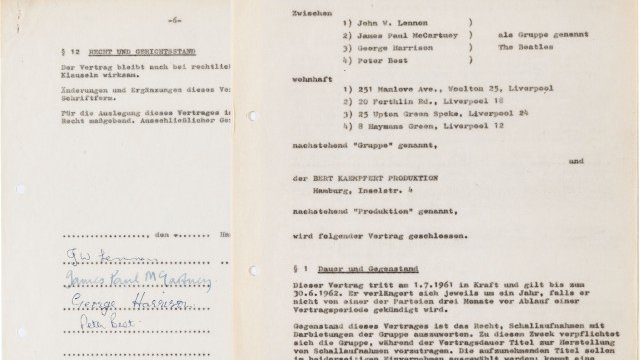 -6-
§ 12 RECHT UND GERICHTSSTAND
Der Vertrag bleibt auch bei rechtlich
Klauseln wirksam.
Änderungen und Ergänzungen dieses Ve
Schriftform.
Für die Auslegung dieses Vertrages is
Recht maßgebend. Ausschließlicher Ge
den Ha
J W Lennon
James Paul McCartney
George Harrison
Peter Best
Zwischen
1) John W. Lennon )
2) James Paul McCartney ) als Gruppe genannt
3) George Harrison ) The Beatles
4) Peter Best )
wohnhaft
1) 251 Manlove Ave., Woolton 25, Liverpool
2) 20 Forthlin Rd., Liverpool 18
3) 25 Upton Green Speke, Liverpool 24
4) 8 Haymans Green, Liverpool 12
nachstehend "Gruppe" genannt,
und
der BERT KAEMPFERT PRODUKTION
Hamburg, Inselstr. 4
nachstehend "Produktion" genannt,
wird folgender Vertrag geschlossen.
§ 1 Dauer und Gegenstand
Dieser Vertrag tritt am 1.7.1961 in Kraft und gilt bis zum
30.6.1962. Er verlängert sich jeweils um ein Jahr, falls er
nicht von einer der Parteien drei Monate vor Ablauf einer
Vertragsperiode gekündigt wird.
Gegenstand dieses Vertrages ist das Recht, Schallaufnahmen mit
Darbietungen der Gruppe auszuwerten. Zu diesem Zweck verpflichtet
sich die Gruppe, während der Vertragsdauer Titel zur Herstellung
von Schallaufnahmen vorzutragen. Die aufzunehmenden Titel sollen